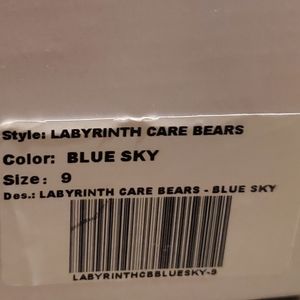 Style: LABYRINTH CARE BEARS
Color: BLUE SKY
Size: 9
Des.: LABYRINTH CARE BEARS - BLUE SKY
LABYRINTHCBBLUESKY-9